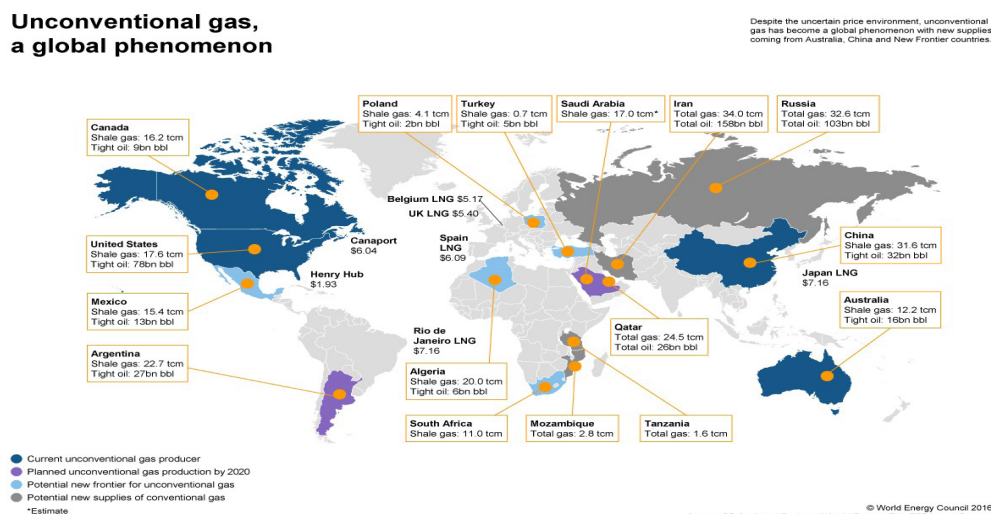 Unconventional gas,
a global phenomenon
Despite the uncertain price environment, unconventional
gas has become a global phenomenon with new supplies
coming from Australia, China and New Frontier countries.
Canada
Shale gas: 16.2 tcm
Tight oil: 9bn bbl
Poland
Shale gas: 4.1 tcm
Tight oil: 2bn bbl
Turkey
Shale gas: 0.7 tcm
Tight oil: 5bn bbl
Saudi Arabia
Shale gas: 17.0 tcm*
Iran
Total gas: 34.0 tcm
Total oil: 158bn bbl
Russia
Total gas: 32.6 tcm
Total oil: 103bn bbl
Belgium LNG $5.17
UK LNG $5.40
Spain
LNG
$6.09
Canaport
$6.04
United States
Shale gas: 17.6 tcm
Tight oil: 78bn bbl
Henry Hub
$1.93
China
Shale gas: 31.6 tcm
Tight oil: 32bn bbl
Japan LNG
$7.16
Mexico
Shale gas: 15.4 tcm
Tight oil: 13bn bbl
Australia
Shale gas: 12.2 tcm
Tight oil: 16bn bbl
Rio de
Janeiro LNG
$7.16
Qatar
Total gas: 24.5 tcm
Total oil: 26bn bbl
Argentina
Shale gas: 22.7 tcm
Tight oil: 27bn bbl
Algeria
Shale gas: 20.0 tcm
Tight oil: 6bn bbl
South Africa
Shale gas: 11.0 tcm
Mozambique
Total gas: 2.8 tcm
Tanzania
Total gas: 1.6 tcm
Current unconventional gas producer
Planned unconventional gas production by 2020
Potential new frontier for unconventional gas
Potential new supplies of conventional gas
*Estimate
© World Energy Council 2016